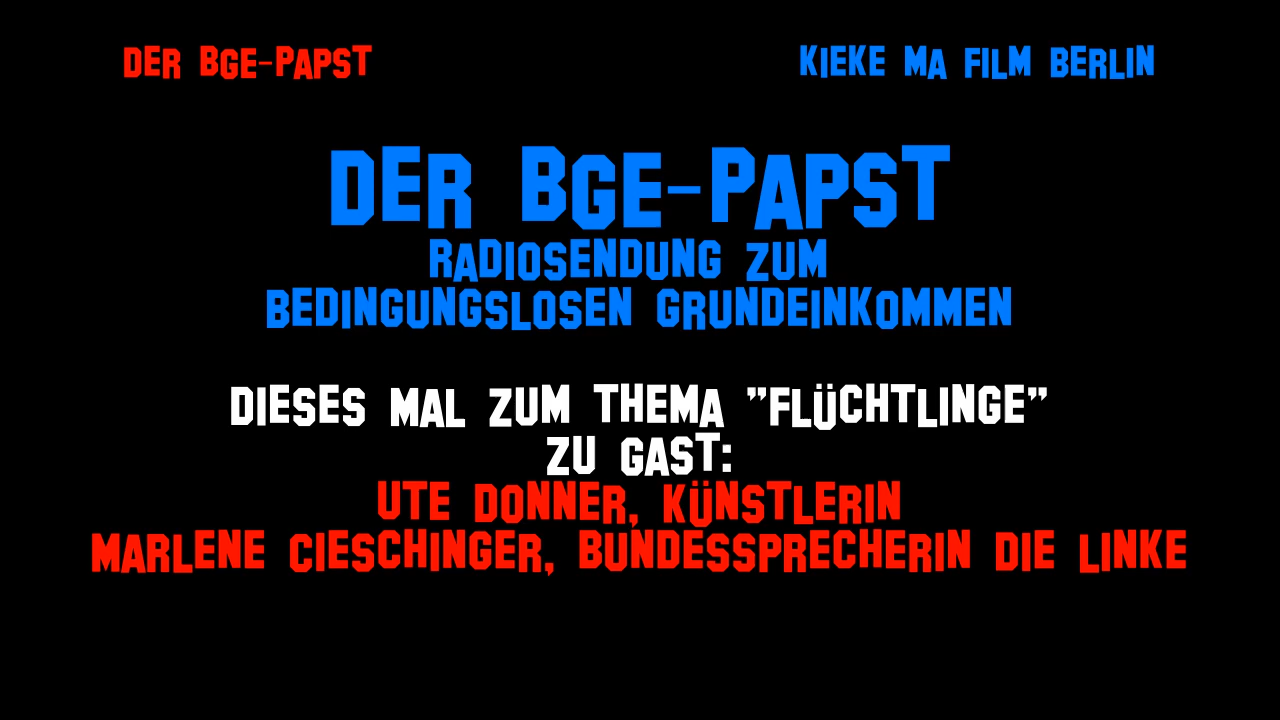 DER BGE-PAPST
KIEKE MA FILM BERLIN
DER BGE-PAPST
RADIOSENDUNG ZUM
BEDINGUNGSLOSEN GRUNDEINKOMMEN
DIESES MAL ZUM THEMA "FLÜCHTLINGE"
ZU GAST:
UTE DONNER, KÜNSTLERIN
MARLENE CIESCHINGER, BUNDESSPRECHERIN DIE LINKE